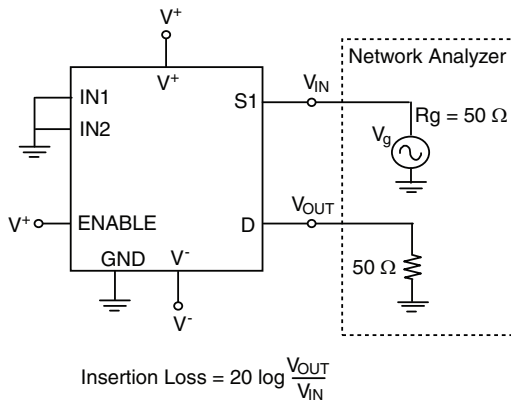 V+
Network Analyzer
V+
IN1
S1
VIN
Rg = 50 Ω
IN2
Vg
V+
ENABLE
D
VOUT
GND
V-
50 Ω
V-
Insertion Loss = 20 log VOUT
VIN